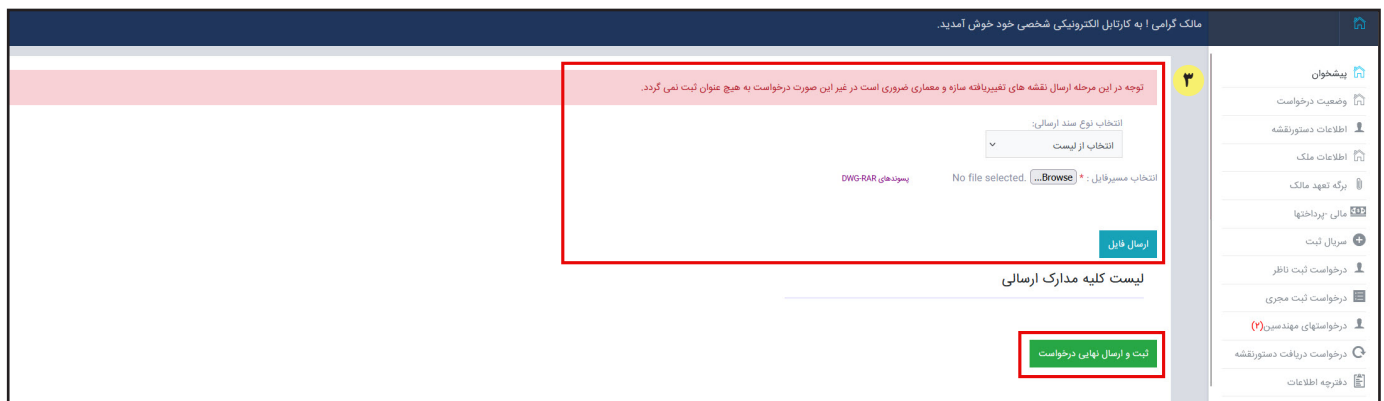 مالک گرامی ! به کارتابل الکترونیکی شخصی خود خوش آمدید.
پیشخوان
وضعیت درخواست
اطلاعات دستورنقشه
اطلاعات ملک
برگه تعهد مالک
مالی -پرداختها
سریال ثبت
درخواست ثبت ناظر
درخواست ثبت مجری
درخواستهای مهندسین(۲)
درخواست دریافت دستورنقشه
دفترچه اطلاعات
۳
توجه در این مرحله ارسال نقشه های تغییریافته سازه و معماری ضروری است در غیر این صورت درخواست به هیچ عنوان ثبت نمی گردد.
انتخاب نوع سند ارسالی:
انتخاب از لیست
انتخاب مسیرفایل : * Browse... No file selected. پسوندهای DWG-RAR
ارسال فایل
لیست کلیه مدارک ارسالی
ثبت و ارسال نهایی درخواست